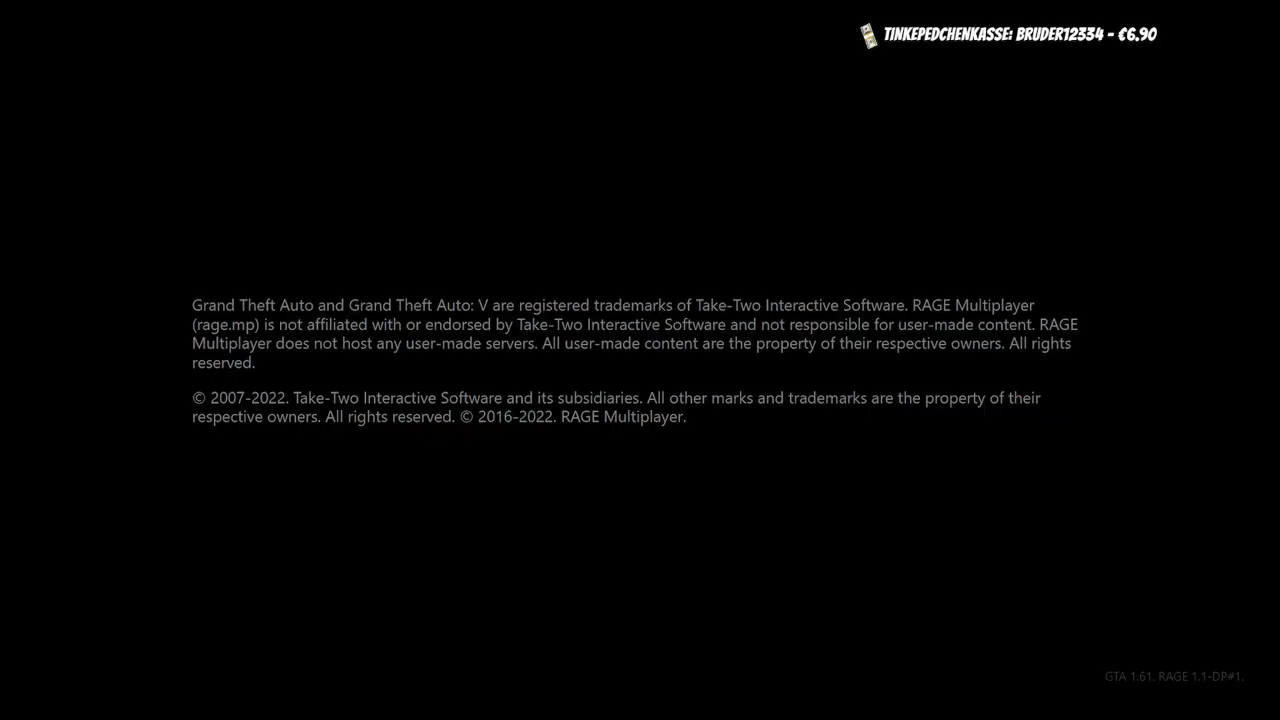 TINKEPEDCHENKASSE: BRUDER12334 - €6.90
Grand Theft Auto and Grand Theft Auto: V are registered trademarks of Take-Two Interactive Software. RAGE Multiplayer
(rage.mp) is not affiliated with or endorsed by Take-Two Interactive Software and not responsible for user-made content. RAGE
Multiplayer does not host any user-made servers. All user-made content are the property of their respective owners. All rights
reserved.
© 2007-2022. Take-Two Interactive Software and its subsidiaries. All other marks and trademarks are the property of their
respective owners. All rights reserved. © 2016-2022. RAGE Multiplayer.
GTA 1.61. RAGE 1.1-DP#1.